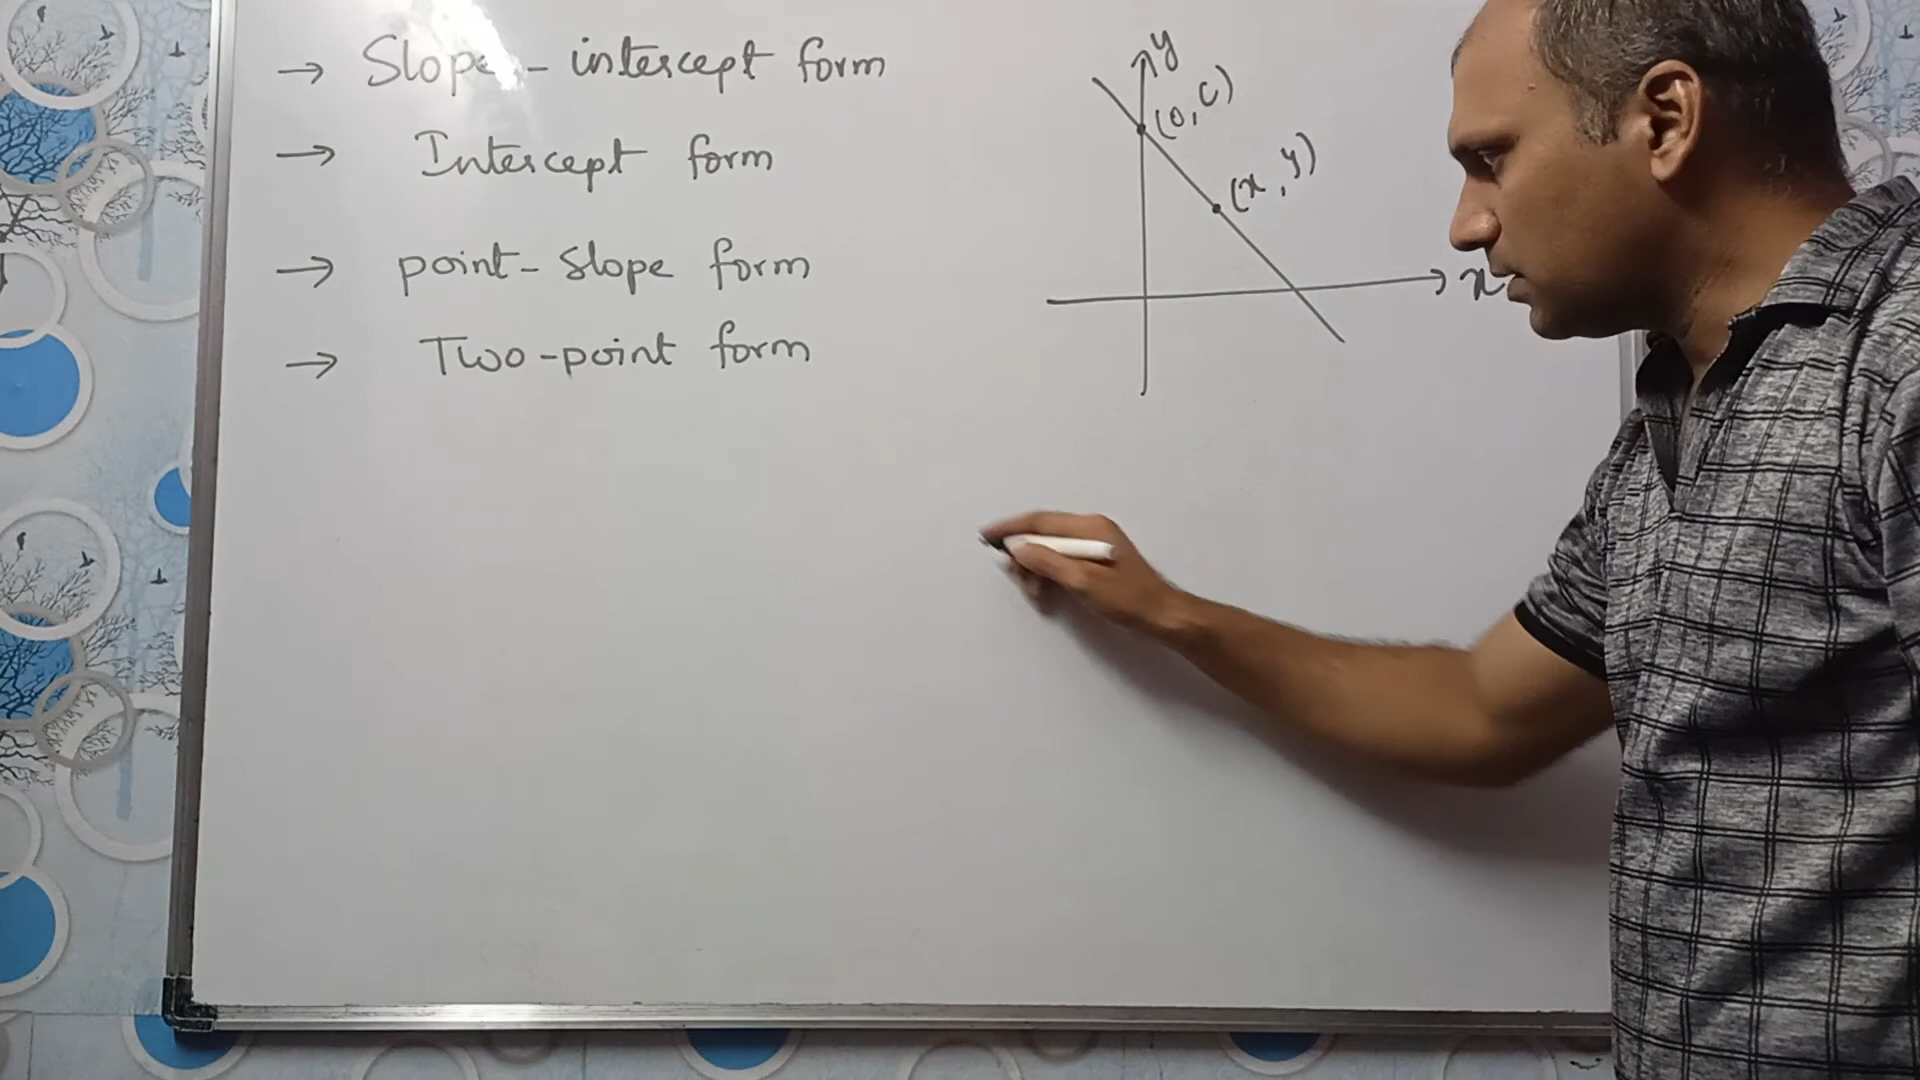 → Slope - intercept form
→ Intercept form
→ point - slope form
→ Two - point form
y
(0, C)
(x, y)
x